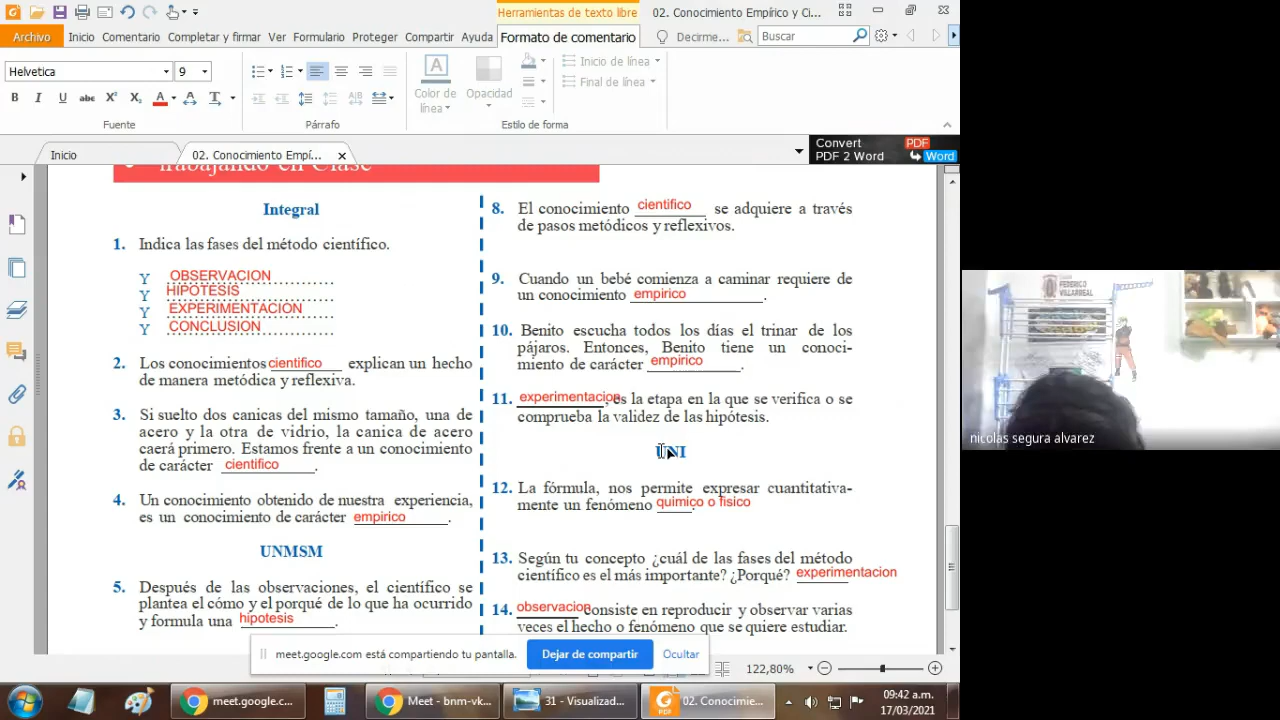 Herramientas de texto libre
02. Conocimiento Empírico y Ci...
Archivo Inicio Comentario Completar y firmar Ver Formulario Proteger Compartir Ayuda Formato de comentario Decirme... Buscar
Helvetica 9
Color de línea
Opacidad
Inicio de línea
Final de línea
Fuente Párrafo Estilo de forma
Inicio
02. Conocimiento Empí...
Convert PDF
PDF 2 Word Word
Trabajando en Clase
Integral
1. Indica las fases del método científico.
Y OBSERVACION
Y HIPOTESIS
Y EXPERIMENTACION
Y CONCLUSION
2. Los conocimientos cientifico explican un hecho
de manera metódica y reflexiva.
3. Si suelto dos canicas del mismo tamaño, una de
acero y la otra de vidrio, la canica de acero
caerá primero. Estamos frente a un conocimiento
de carácter cientifico.
4. Un conocimiento obtenido de nuestra experiencia,
es un conocimiento de carácter empirico.
UNMSM
5. Después de las observaciones, el científico se
plantea el cómo y el porqué de lo que ha ocurrido
y formula una hipotesis.
8. El conocimiento cientifico se adquiere a través
de pasos metódicos y reflexivos.
9. Cuando un bebé comienza a caminar requiere de
un conocimiento empirico.
10. Benito escucha todos los días el trinar de los
pájaros. Entonces, Benito tiene un conoci-
miento de carácter empirico.
11. experimentacion, es la etapa en la que se verifica o se
comprueba la validez de las hipótesis.
UNI
12. La fórmula, nos permite expresar cuantitativa-
mente un fenómeno quimico o fisico.
13. Según tu concepto ¿cuál de las fases del método
científico es el más importante? ¿Porqué? experimentacion
14. observacion consiste en reproducir y observar varias
veces el hecho o fenómeno que se quiere estudiar.
meet.google.com está compartiendo tu pantalla. Dejar de compartir Ocultar
122,80%
FEDERICO
VILLARREAL
nicolas segura alvarez
meet.google.c...
Meet - bnm-vk...
31 - Visualizad...
02. Conocimie...
09:42 a.m.
17/03/2021